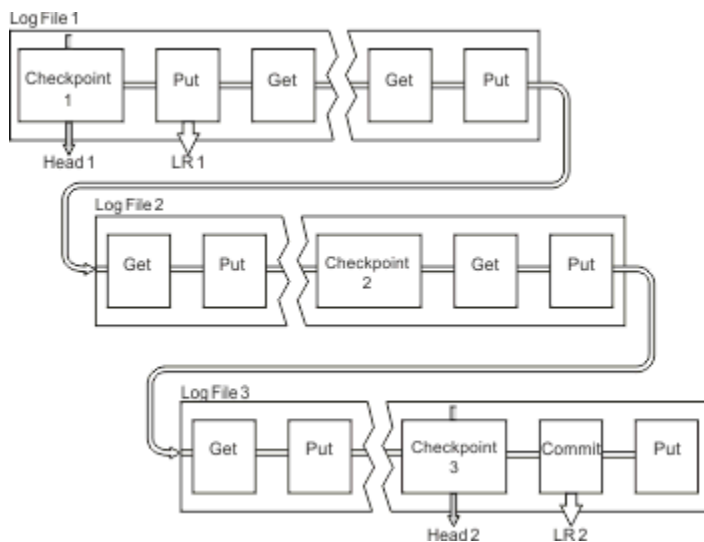 Log File 1
Checkpoint
1
Put
Get
Get
Put
Head 1
LR 1
Log File 2
Get
Put
Checkpoint
2
Get
Put
Log File 3
Get
Put
Checkpoint
3
Commit
Put
Head 2
LR 2